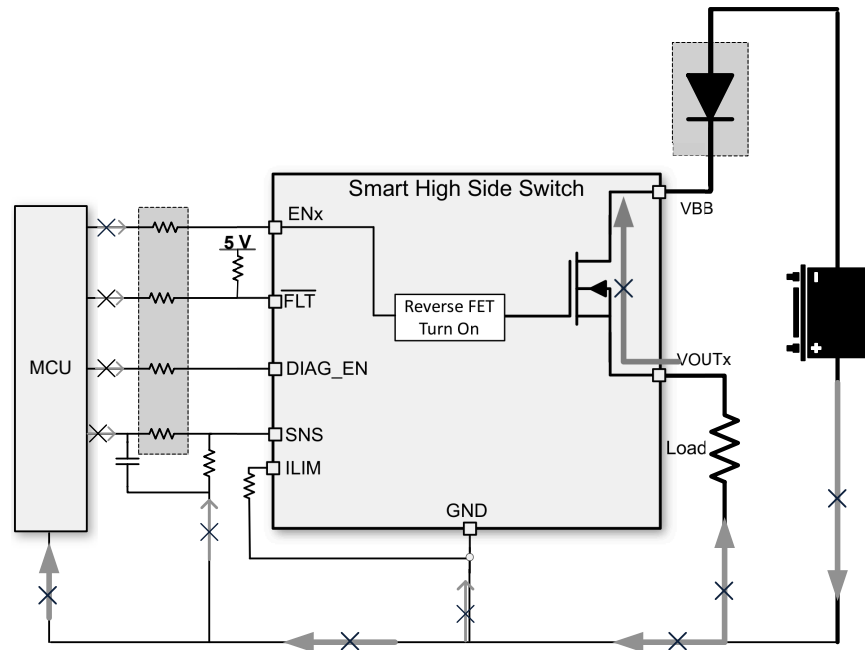 Smart High Side Switch
VBB
ENx
5 V
FLT
Reverse FET
Turn On
MCU
DIAG_EN
VOUTx
SNS
Load
ILIM
GND